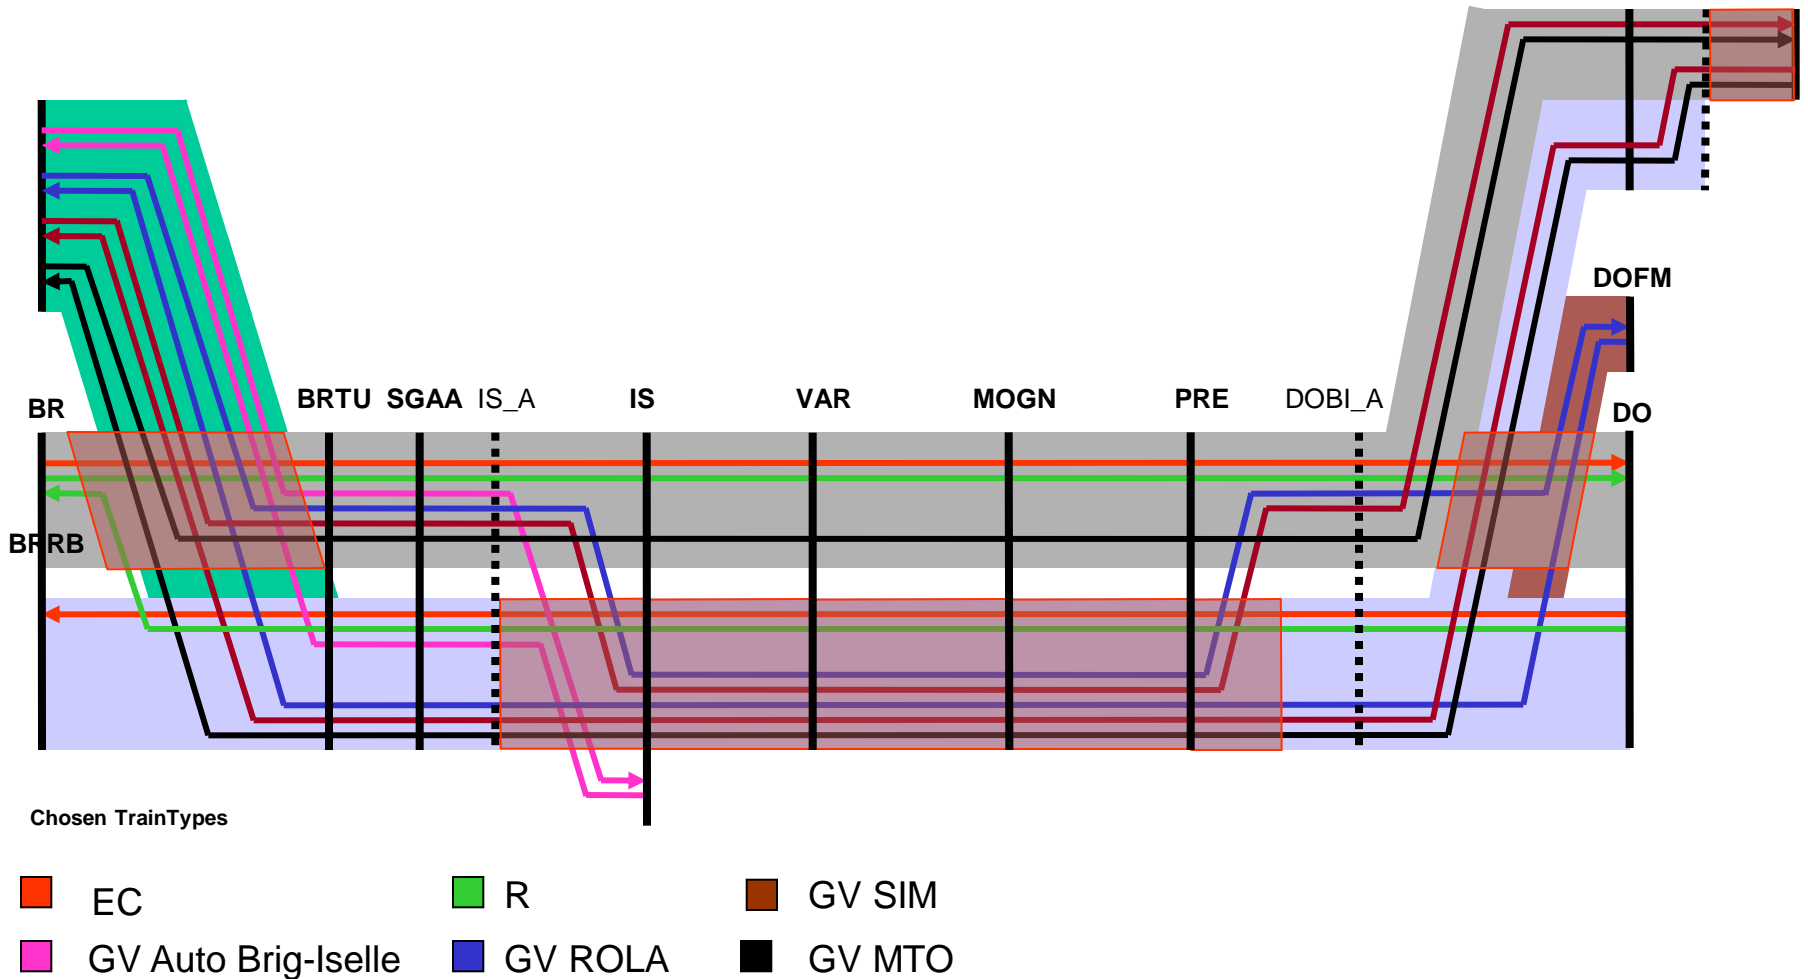 DOFM
BR BRTU SGAA IS_A IS VAR MOGN PRE DOBI_A DO
BRRB
Chosen TrainTypes
EC R GV SIM
GV Auto Brig-Iselle GV ROLA GV MTO